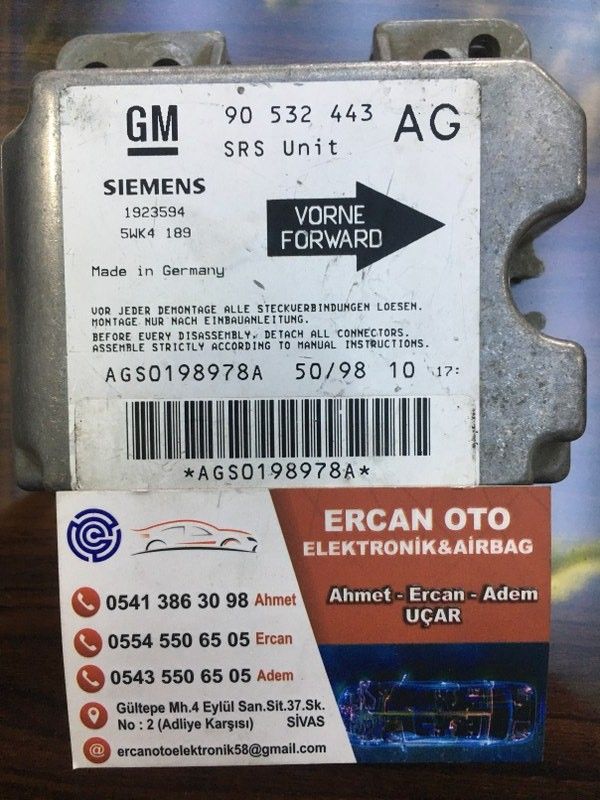 GM
90 532 443 AG
SRS Unit
SIEMENS
1923594
5WK4 189
VORNE
FORWARD
Made in Germany
VOR JEDER DEMONTAGE ALLE STECKVERBINDUNGEN LOESEN.
MONTAGE NUR NACH EINBAUANLEITUNG.
BEFORE EVERY DISASSEMBLY, DETACH ALL CONNECTORS.
ASSEMBLE STRICTLY ACCORDING TO MANUAL INSTRUCTIONS.
AGS0198978A 50/98 10 17:
*AGS0198978A*
ERCAN OTO
ELEKTRONİK&AİRBAG
Ahmet - Ercan - Adem
UÇAR
0541 386 30 98 Ahmet
0554 550 65 05 Ercan
0543 550 65 05 Adem
Gültepe Mh.4 Eylül San.Sit.37.Sk.
No : 2 (Adliye Karşısı) SİVAS
@ ercanotoelektronik58@gmail.com